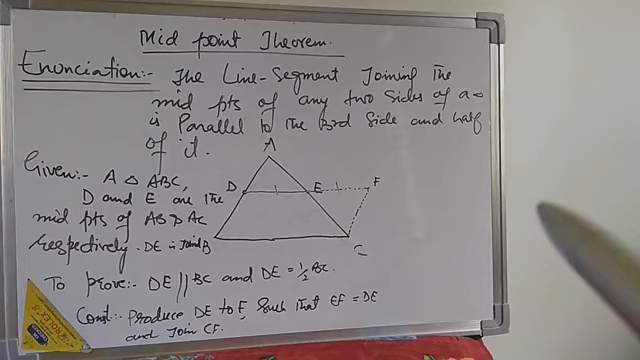 Mid point Theorem.
Enunciation:- The Line-Segment Joining the
mid pts of any two Sides of a △
is Parallel to the 3rd Side and half
of it.
A
Given:- A △ ABC,
D E F
D and E are the
mid pts of AB & AC
respectively. DE is joined
B C
To prove:- DE || BC and DE = 1/2 BC.
Const:- Produce DE to F, Such that EF = DE
and Join CF.